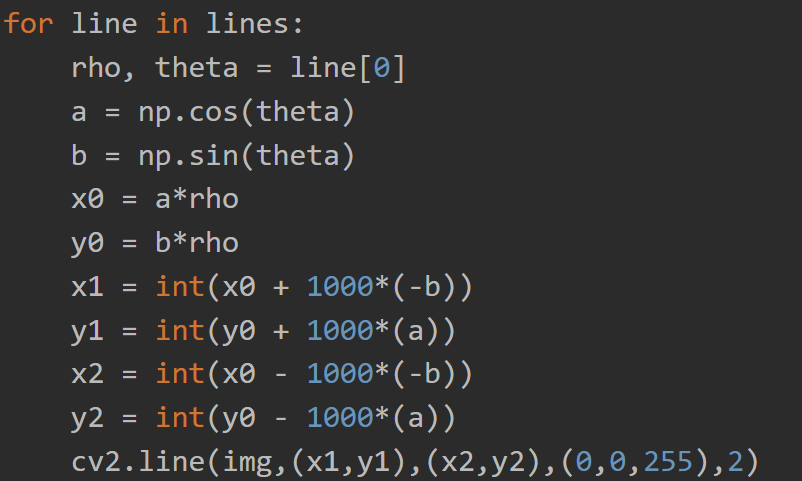 for line in lines:
    rho, theta = line[0]
    a = np.cos(theta)
    b = np.sin(theta)
    x0 = a*rho
    y0 = b*rho
    x1 = int(x0 + 1000*(-b))
    y1 = int(y0 + 1000*(a))
    x2 = int(x0 - 1000*(-b))
    y2 = int(y0 - 1000*(a))
    cv2.line(img,(x1,y1),(x2,y2),(0,0,255),2)